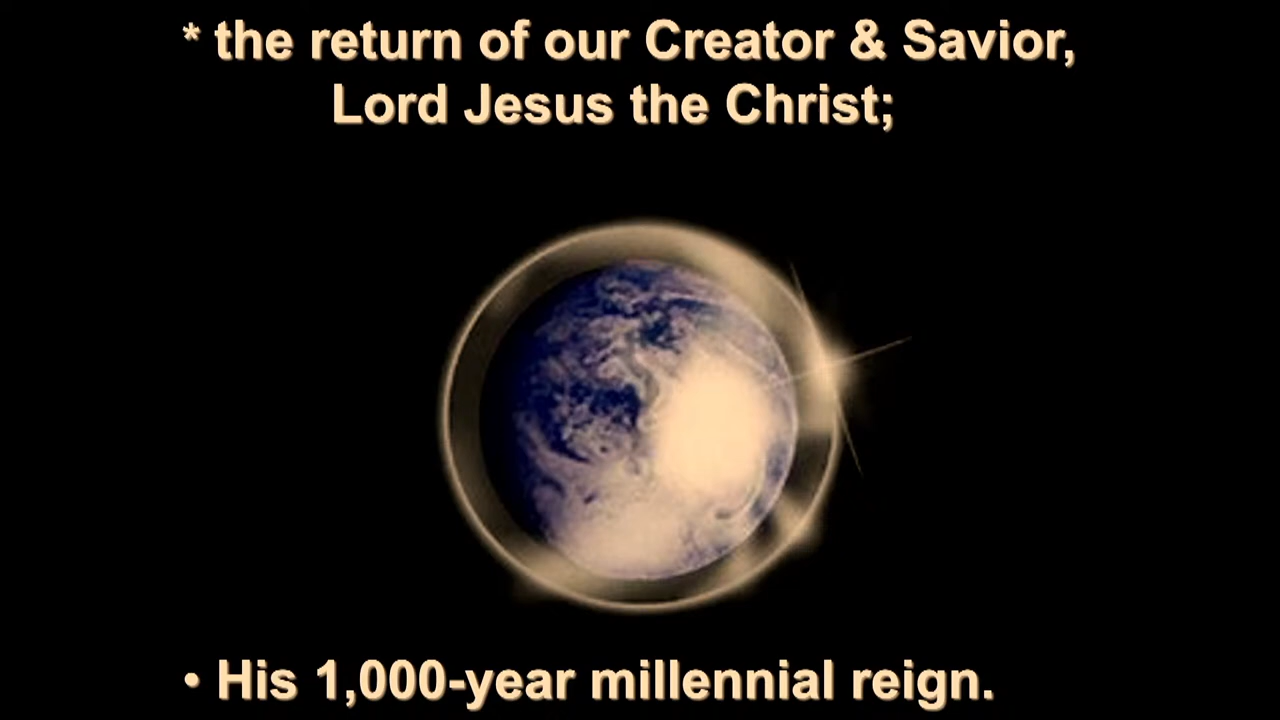 * the return of our Creator & Savior,
Lord Jesus the Christ;
• His 1,000-year millennial reign.